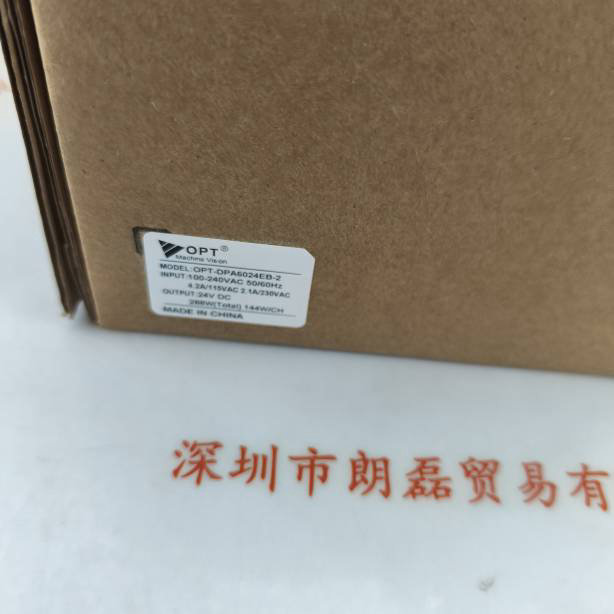 OPT®
Machine Vision
MODEL:OPT-DPA6024EB-2
INPUT:100-240VAC 50/60Hz
4.2A/115VAC 2.1A/230VAC
OUTPUT:24V DC
288W(Total) 144W/CH
MADE IN CHINA
深圳市朗磊贸易有